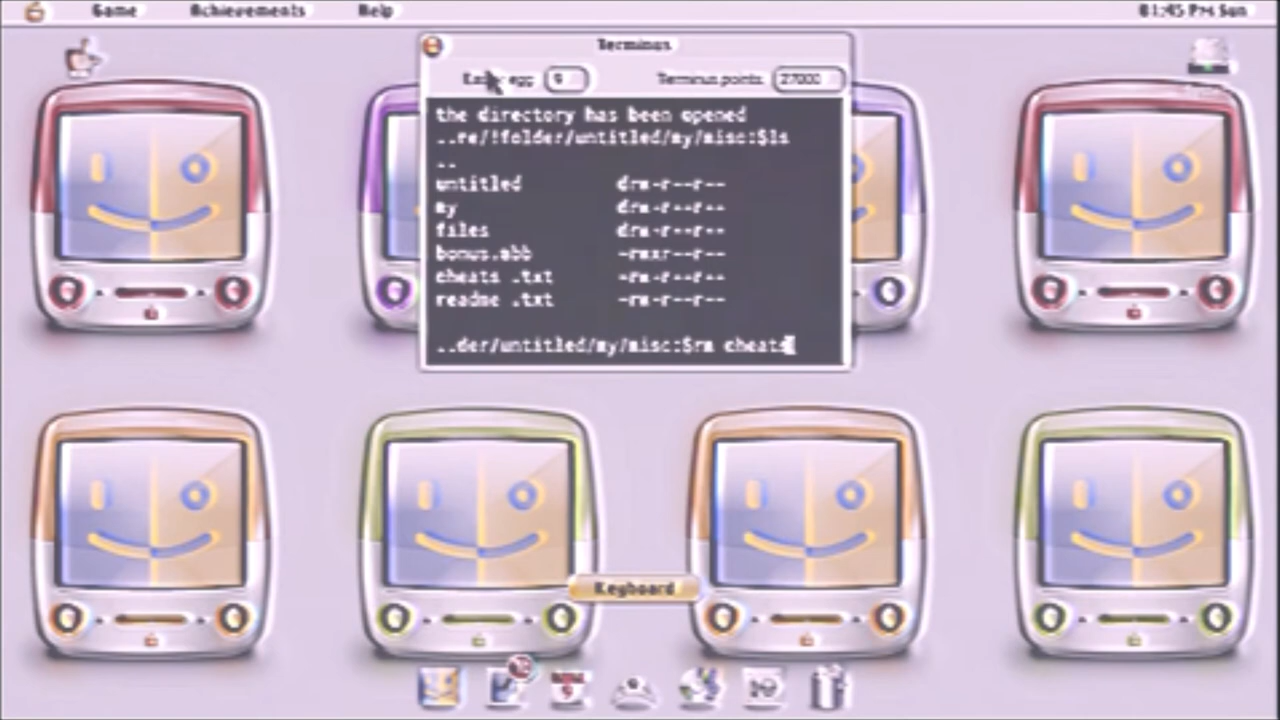 Game Achievements Help 01:45 PM Sun
Terminus
egg 9 Terminus points 27000
the directory has been opened
..re/!folder/untitled/my/misc:$ls
..
untitled drw-r--r--
my drw-r--r--
files drw-r--r--
bonus.abb -rwxr--r--
cheats .txt -rw-r--r--
readme .txt -rw-r--r--
..der/untitled/my/misc:$rm cheats
Keyboard